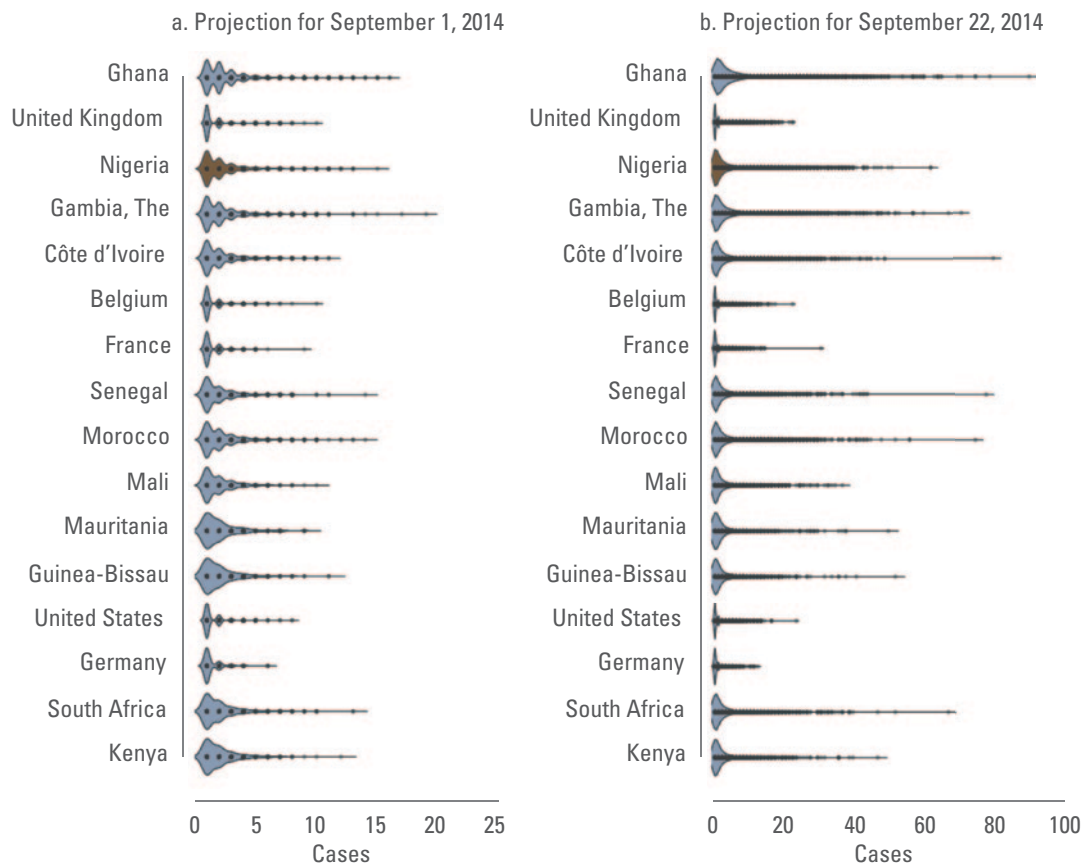 a. Projection for September 1, 2014
Ghana
United Kingdom
Nigeria
Gambia, The
Côte d’Ivoire
Belgium
France
Senegal
Morocco
Mali
Mauritania
Guinea-Bissau
United States
Germany
South Africa
Kenya
0 5 10 15 20 25
Cases
b. Projection for September 22, 2014
Ghana
United Kingdom
Nigeria
Gambia, The
Côte d’Ivoire
Belgium
France
Senegal
Morocco
Mali
Mauritania
Guinea-Bissau
United States
Germany
South Africa
Kenya
0 20 40 60 80 100
Cases